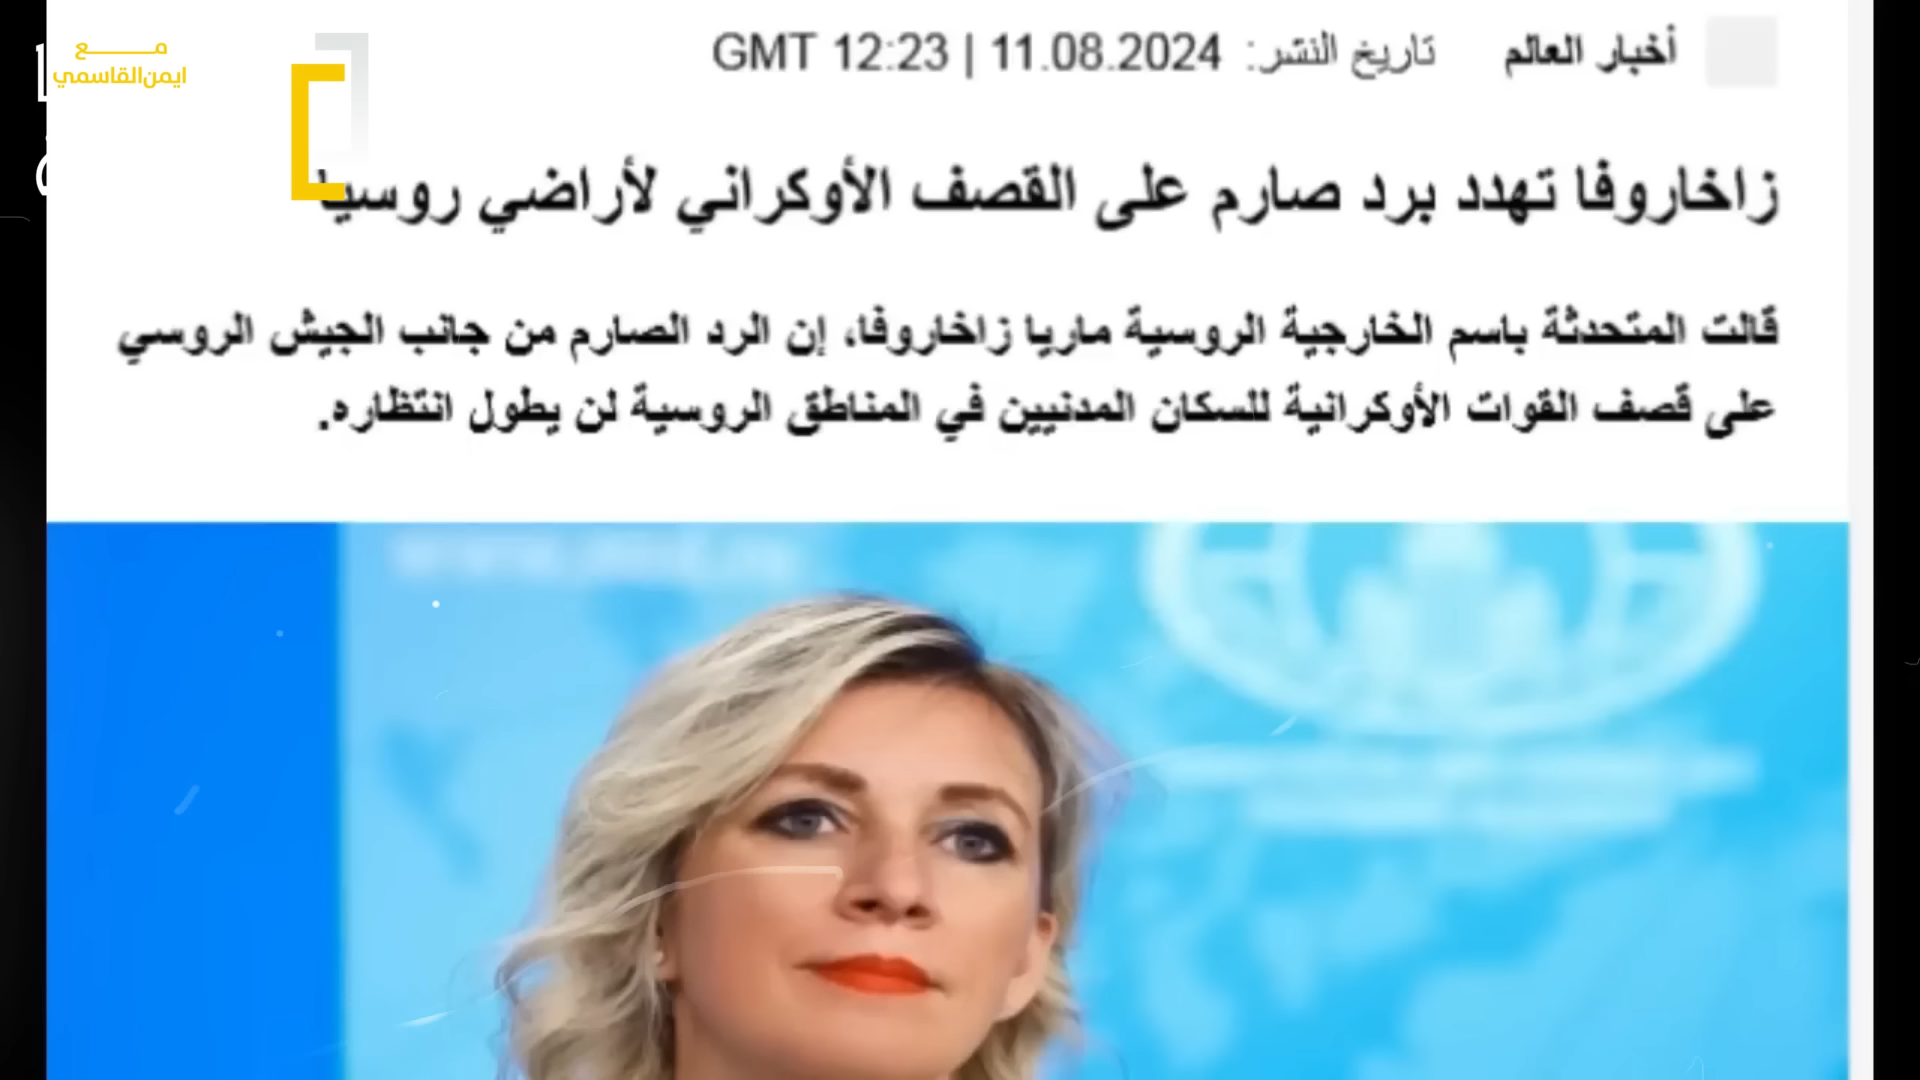 مع
ايمن القاسمي
أخبار العالم
تاريخ النشر: 11.08.2024 | 12:23 GMT
زاخاروفا تهدد برد صارم على القصف الأوكراني لأراضي روسيا
قالت المتحدثة باسم الخارجية الروسية ماريا زاخاروفا، إن الرد الصارم من جانب الجيش الروسي
على قصف القوات الأوكرانية للسكان المدنيين في المناطق الروسية لن يطول انتظاره.